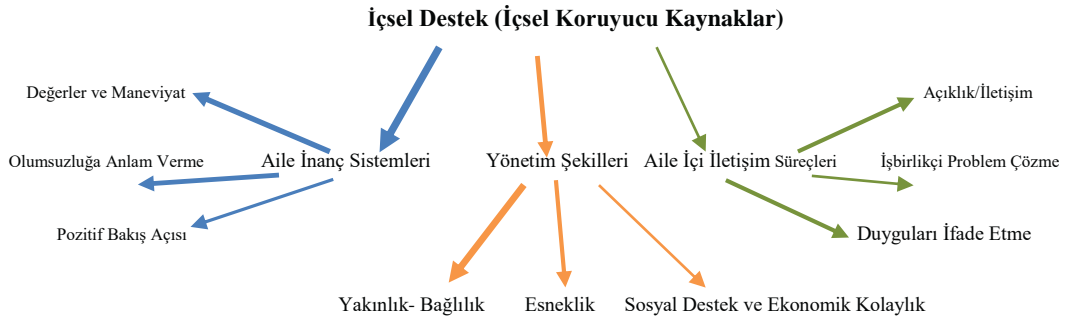 İçsel Destek (İçsel Koruyucu Kaynaklar)
Değerler ve Maneviyat
Açıklık/İletişim
Olumsuzluğa Anlam Verme
Aile İnanç Sistemleri
Yönetim Şekilleri
Aile İçi İletişim Süreçleri
İşbirlikçi Problem Çözme
Pozitif Bakış Açısı
Duyguları İfade Etme
Yakınlık- Bağlılık
Esneklik
Sosyal Destek ve Ekonomik Kolaylık